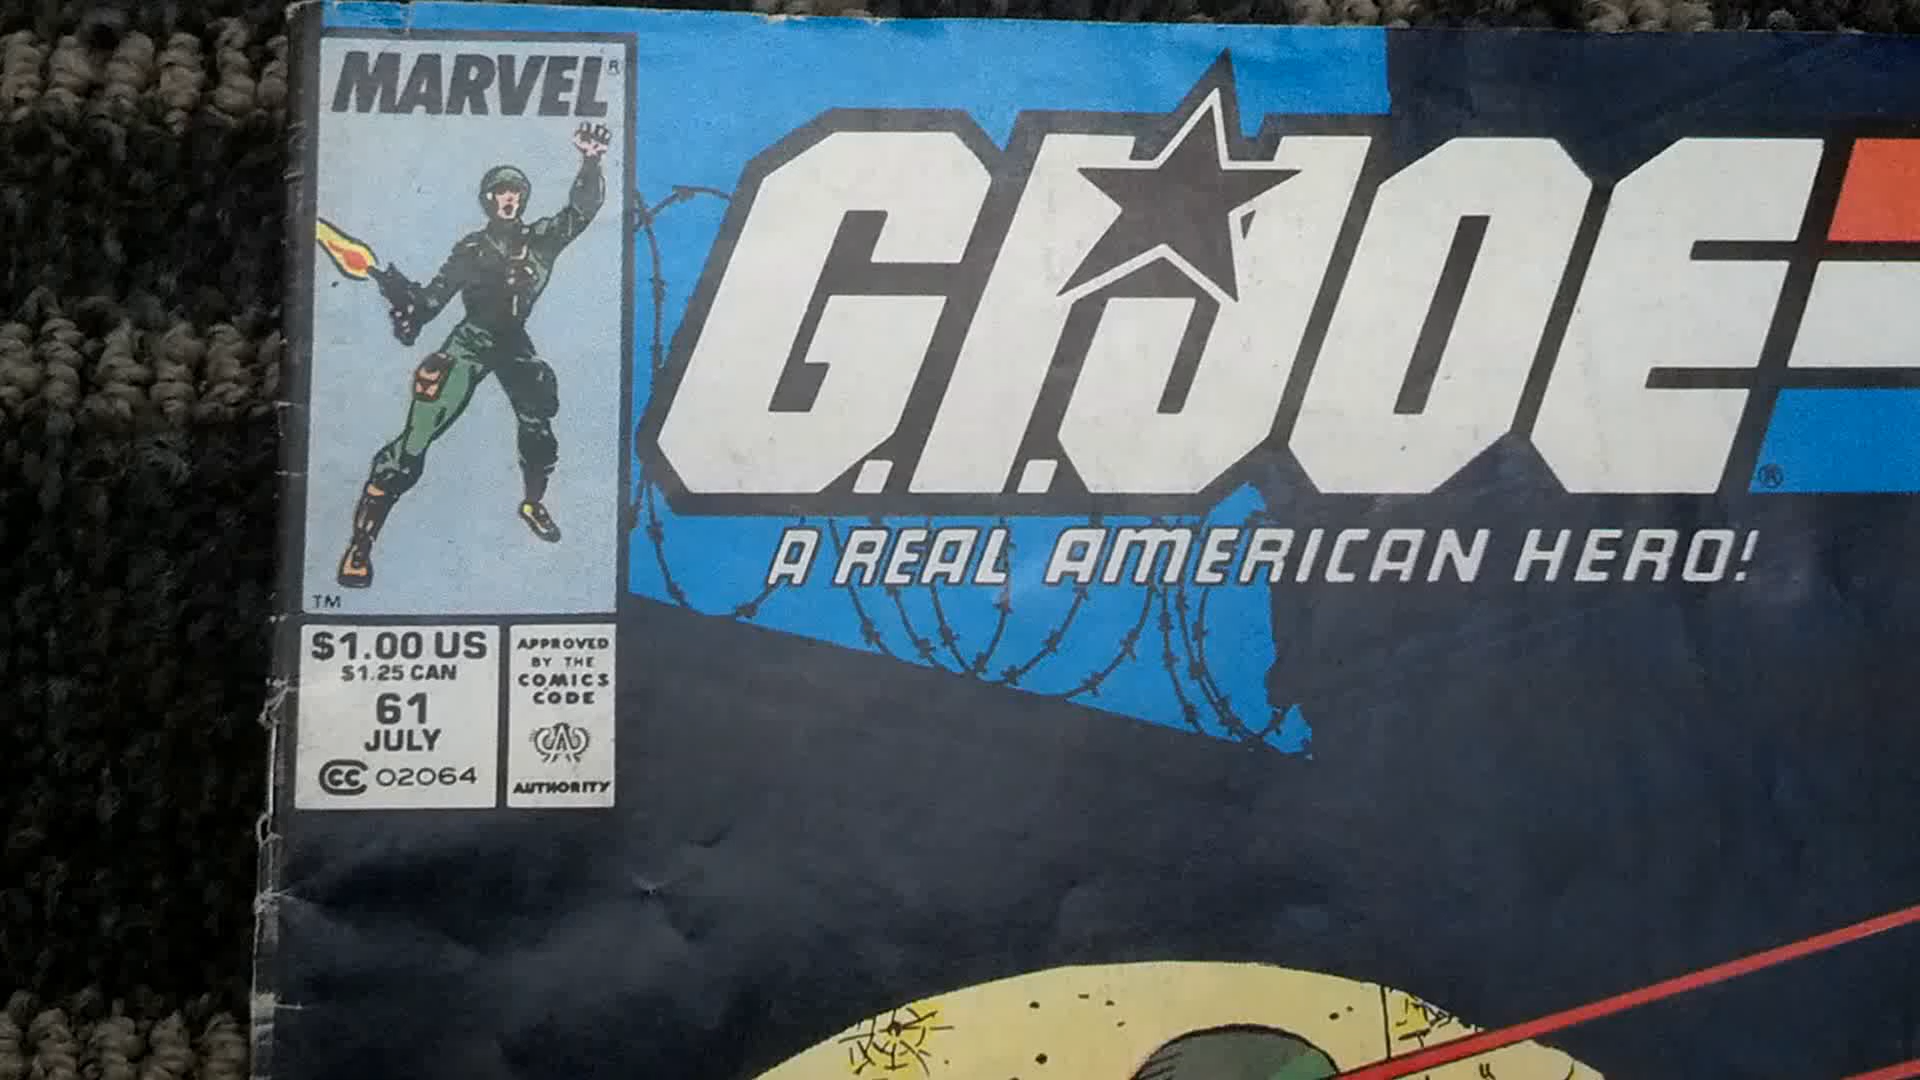 MARVEL®
G.I.JOE®
A REAL AMERICAN HERO!
TM
$1.00 US
$1.25 CAN
61
JULY
CC 02064
APPROVED
BY THE
COMICS
CODE
CA
AUTHORITY